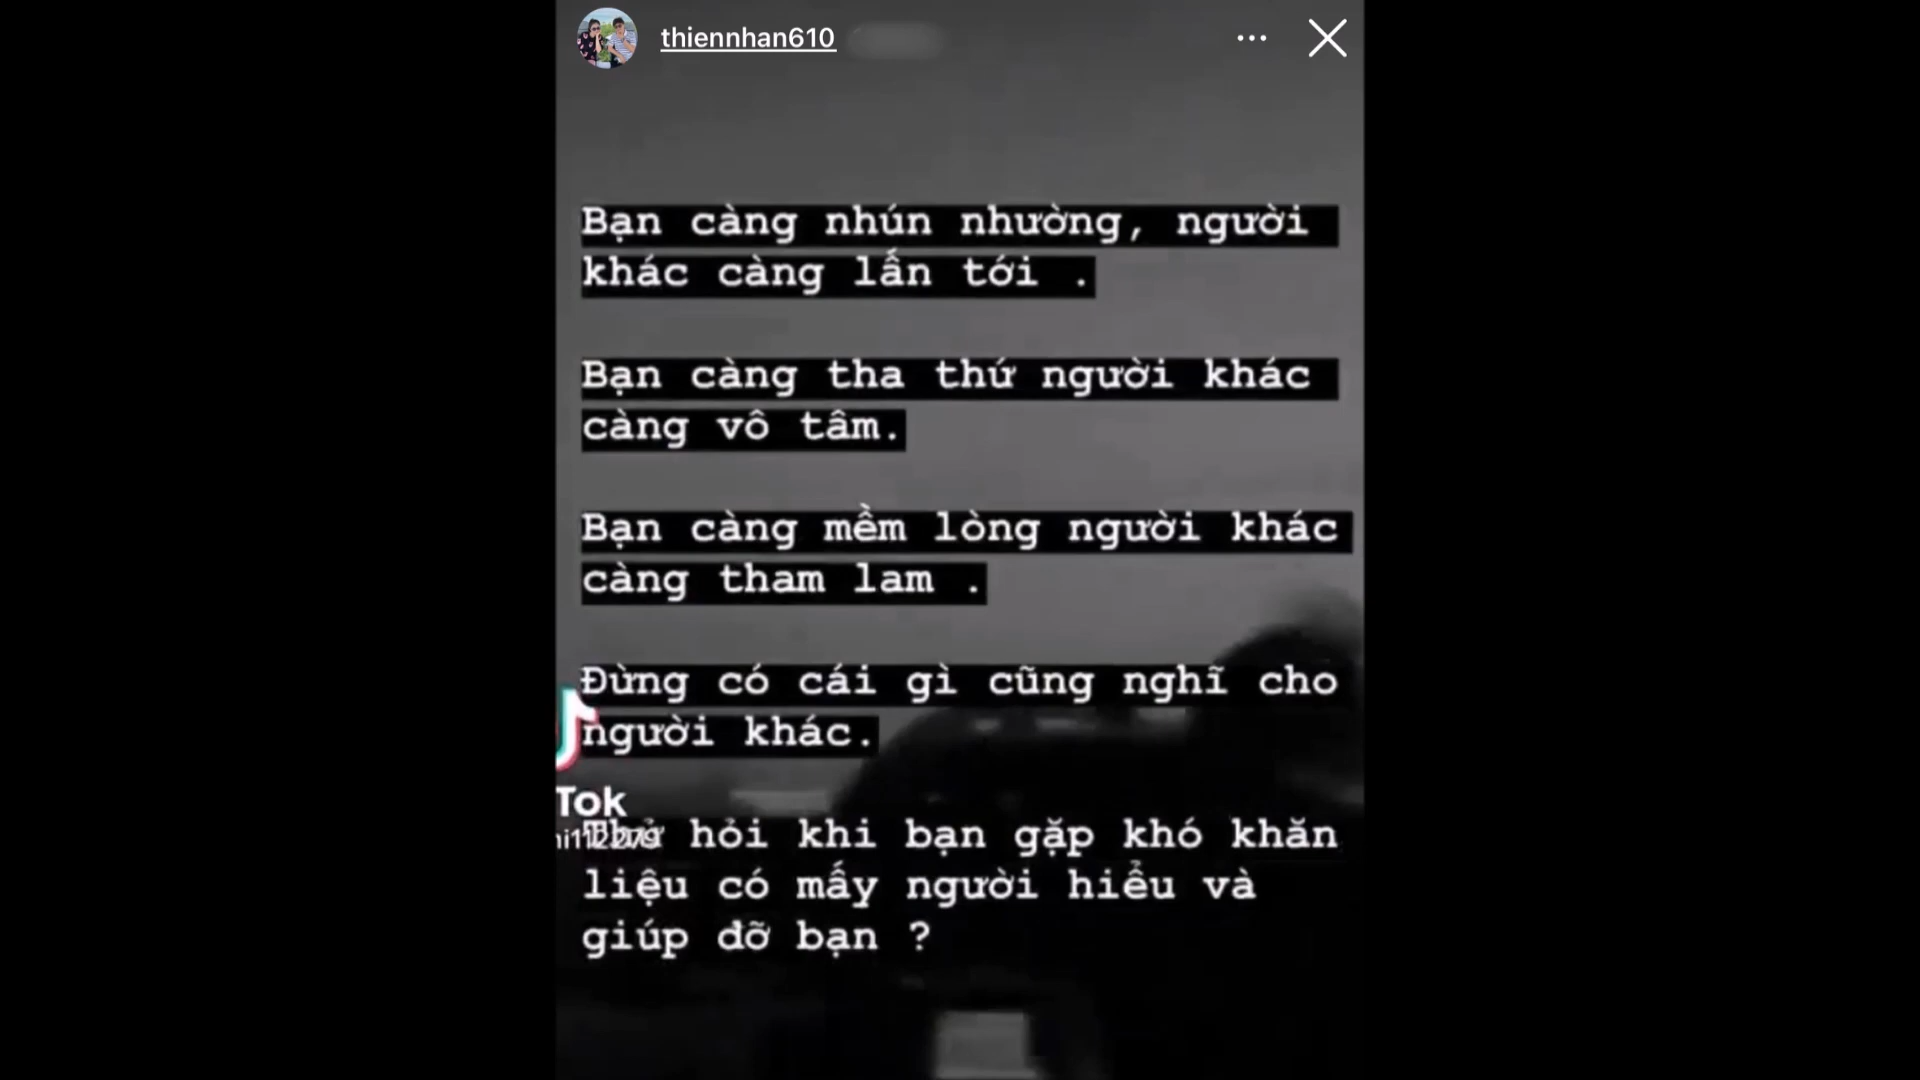 thiennhan610
Bạn càng nhún nhường, người
khác càng lấn tới .
Bạn càng tha thứ người khác
càng vô tâm.
Bạn càng mềm lòng người khác
càng tham lam .
Đừng có cái gì cũng nghĩ cho
người khác.
Tok
hỏi khi bạn gặp khó khăn
liệu có mấy người hiểu và
giúp đỡ bạn ?